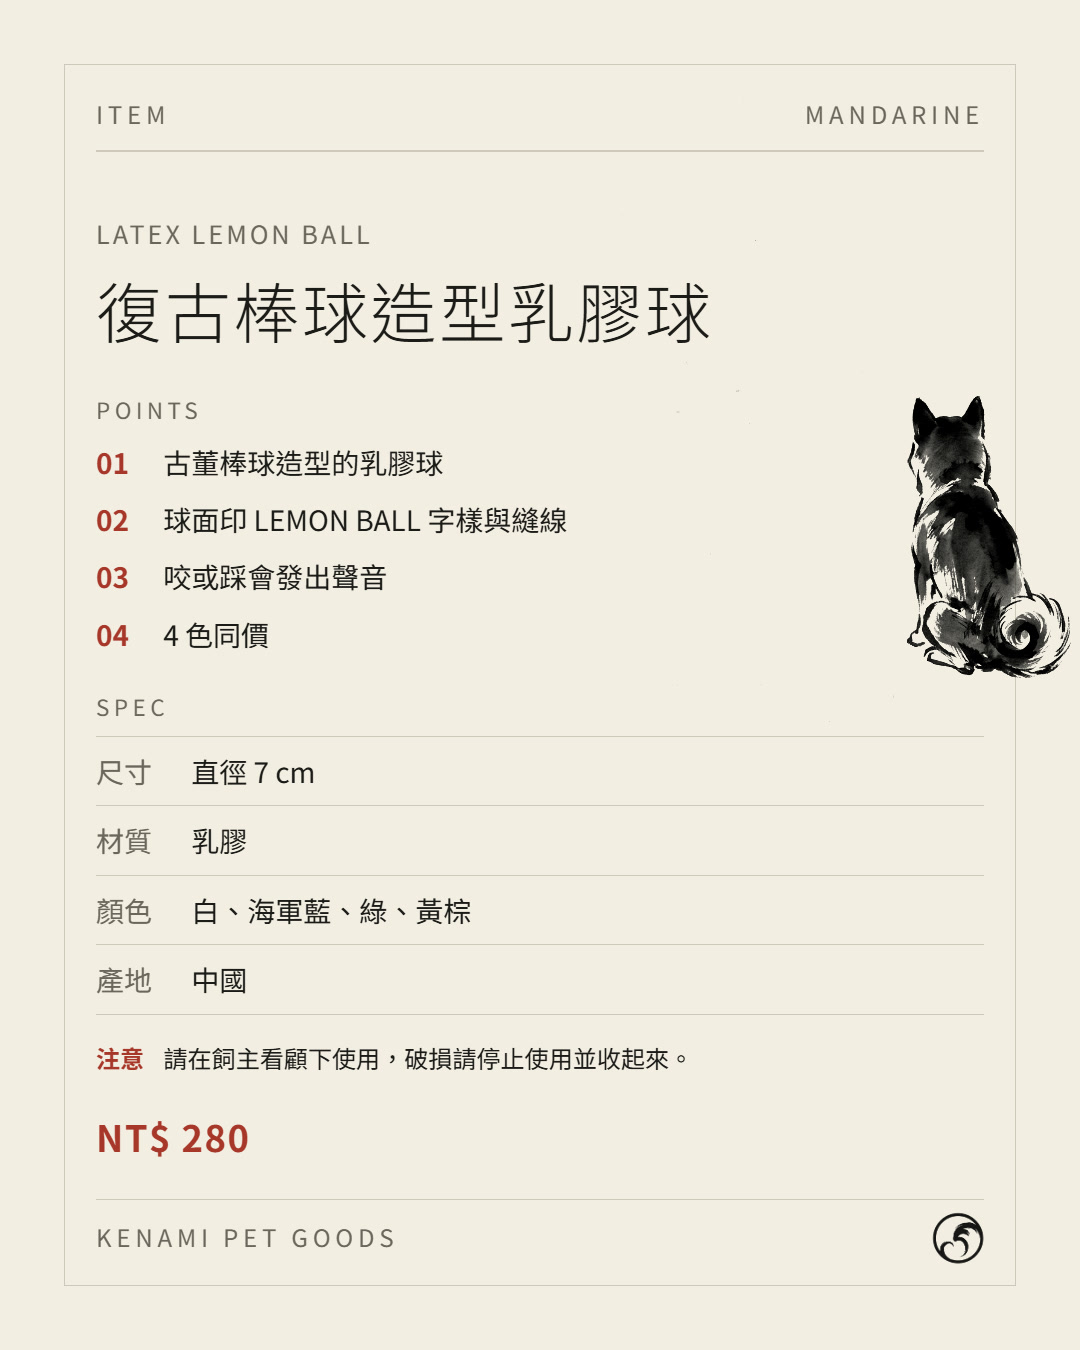 ITEM MANDARINE
LATEX LEMON BALL
復古棒球造型乳膠球
POINTS
01 古董棒球造型的乳膠球
02 球面印 LEMON BALL 字樣與縫線
03 咬或踩會發出聲音
04 4 色同價
SPEC
尺寸 直徑 7 cm
材質 乳膠
顏色 白、海軍藍、綠、黃棕
產地 中國
注意 請在飼主看顧下使用，破損請停止使用並收起來。
NT$ 280
KENAMI PET GOODS